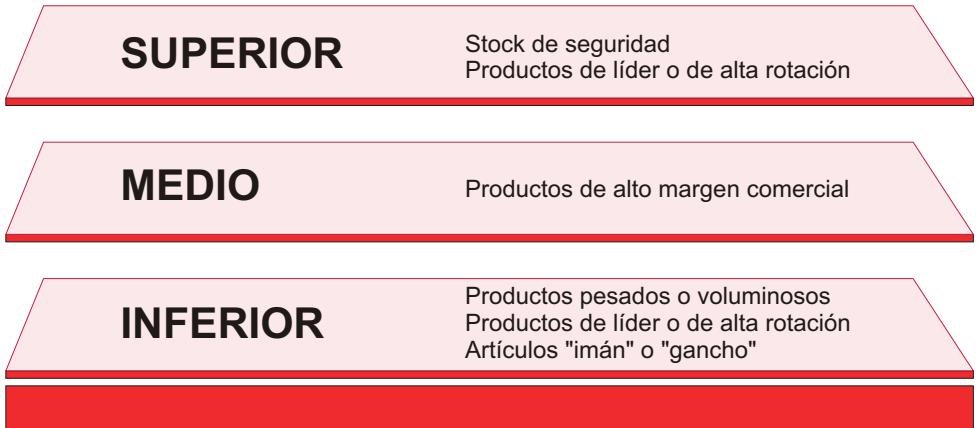 SUPERIOR
Stock de seguridad
Productos de líder o de alta rotación
MEDIO
Productos de alto margen comercial
INFERIOR
Productos pesados o voluminosos
Productos de líder o de alta rotación
Artículos "imán" o "gancho"